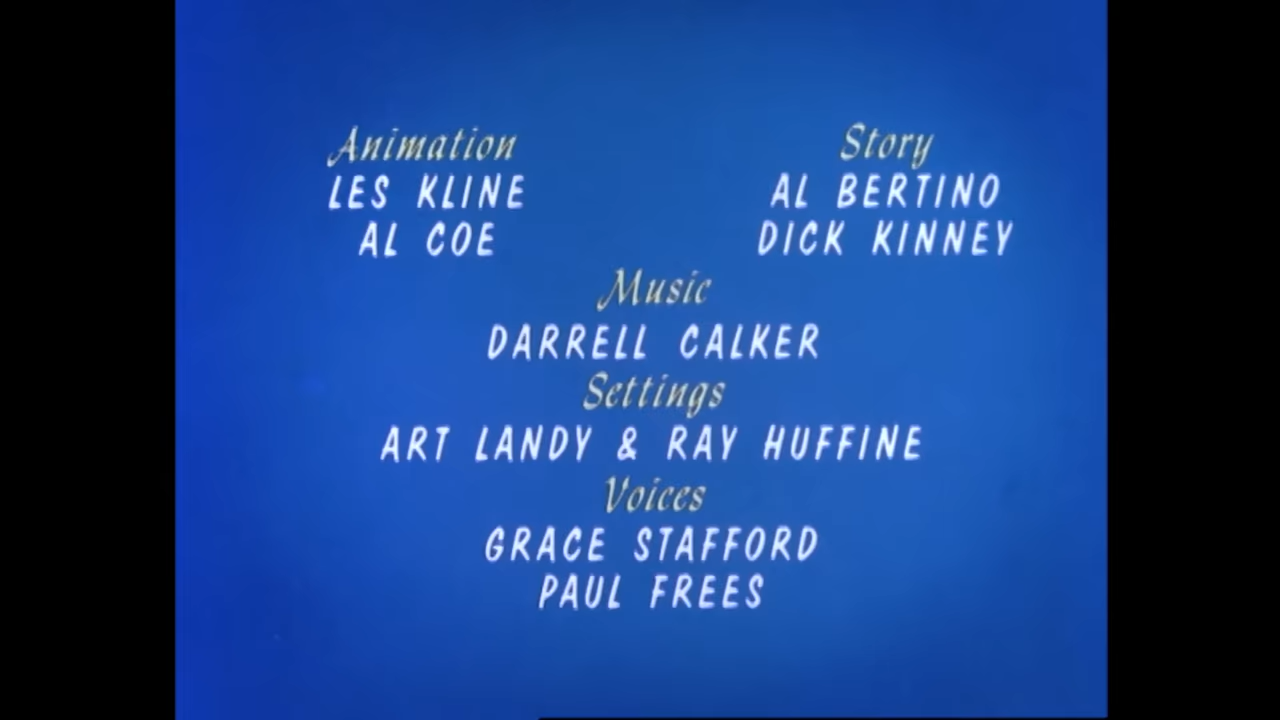 Animation
LES KLINE
AL COE
Story
AL BERTINO
DICK KINNEY
Music
DARRELL CALKER
Settings
ART LANDY & RAY HUFFINE
Voices
GRACE STAFFORD
PAUL FREES